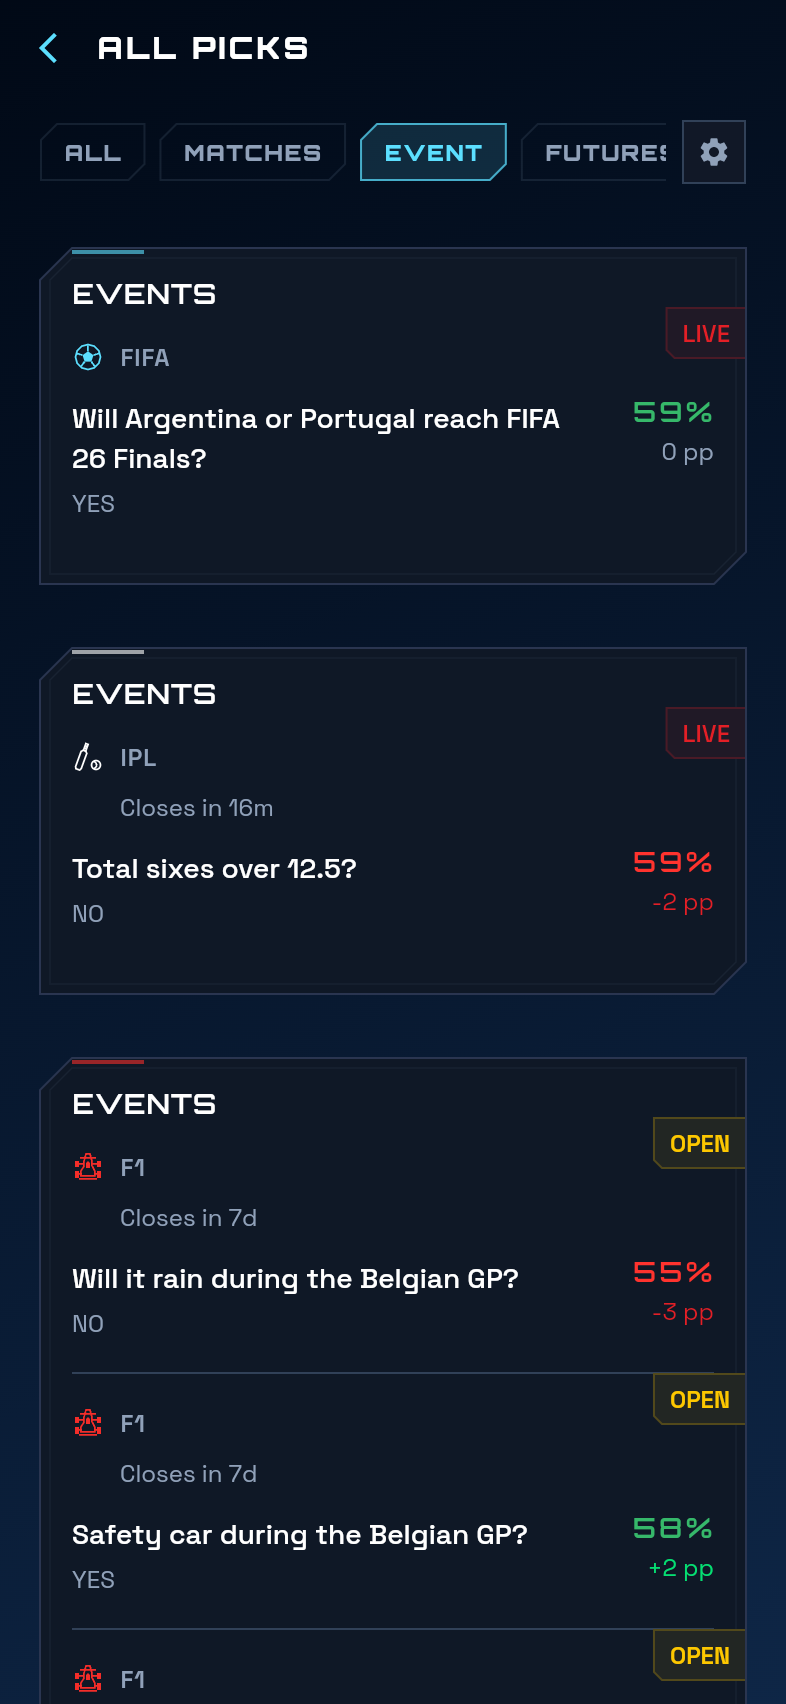 ALL PICKS
ALL
MATCHES
EVENT
FUTURES
EVENTS
LIVE
FIFA
Will Argentina or Portugal reach FIFA
26 Finals?
59%
0 pp
YES
EVENTS
LIVE
IPL
Closes in 16m
Total sixes over 12.5?
59%
-2 pp
NO
EVENTS
OPEN
F1
Closes in 7d
Will it rain during the Belgian GP?
55%
-3 pp
NO
OPEN
F1
Closes in 7d
Safety car during the Belgian GP?
58%
+2 pp
YES
OPEN
F1